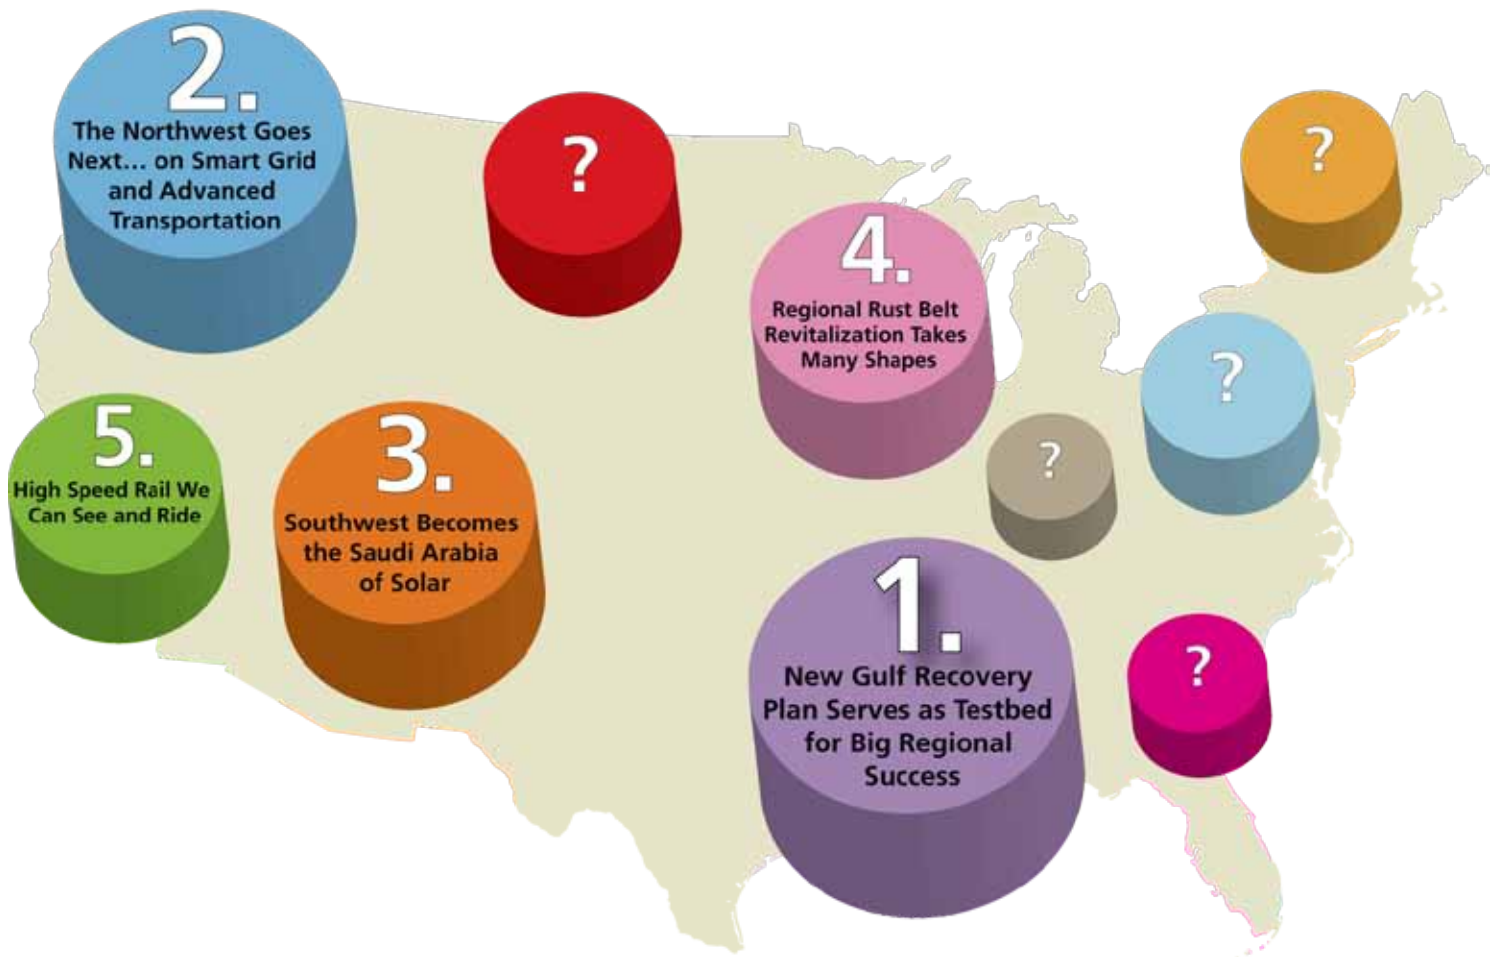 2.
The Northwest Goes
Next... on Smart Grid
and Advanced
Transportation
?
?
4.
Regional Rust Belt
Revitalization Takes
Many Shapes
?
5.
High Speed Rail We
Can See and Ride
3.
Southwest Becomes
the Saudi Arabia
of Solar
?
1.
New Gulf Recovery
Plan Serves as Testbed
for Big Regional
Success
?